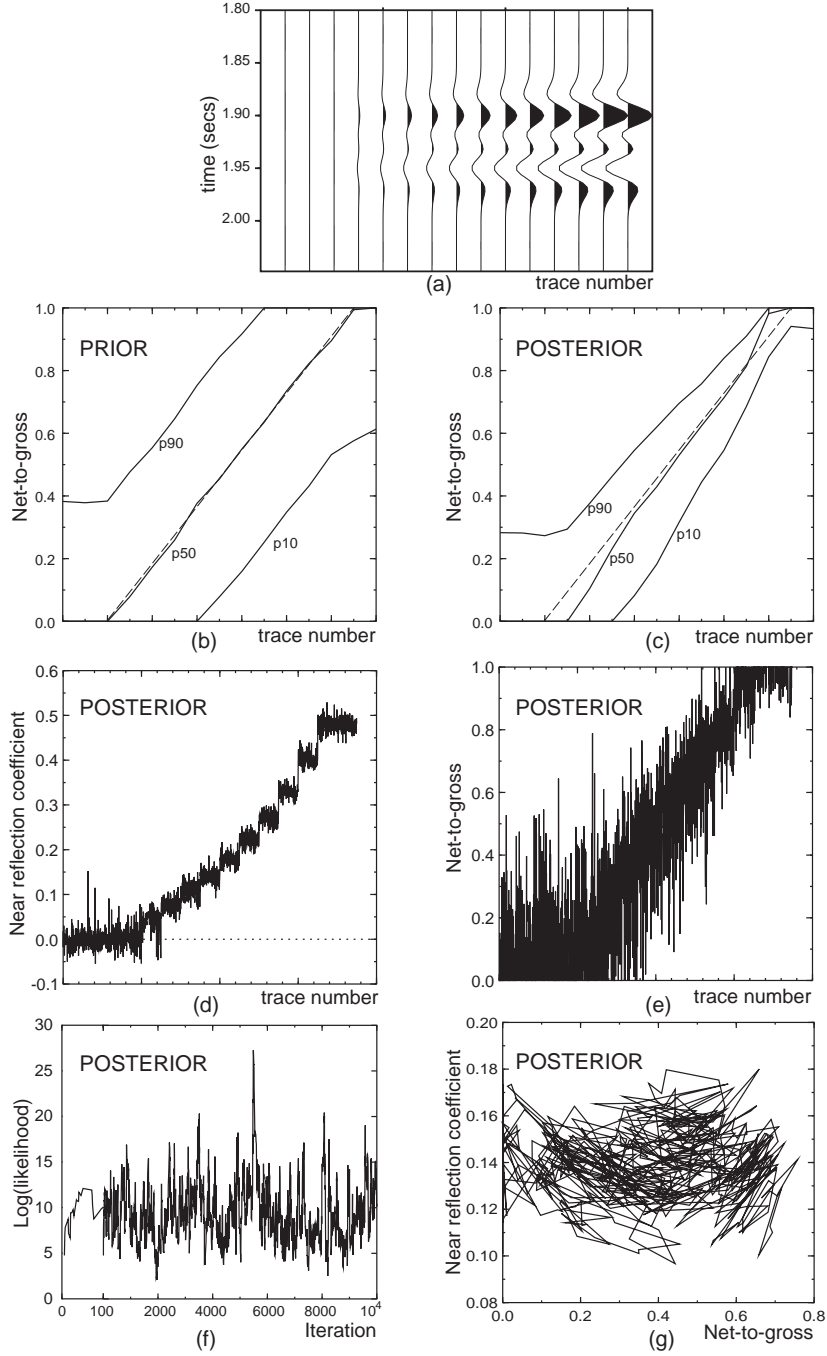 1.80
1.85
1.90
1.95
2.00
time (secs)
(a)
trace number
1.0
0.8
0.6
0.4
0.2
0.0
Net-to-gross
PRIOR
p90
p50
p10
(b)
trace number
1.0
0.8
0.6
0.4
0.2
0.0
Net-to-gross
POSTERIOR
p90
p50
p10
(c)
trace number
0.6
0.5
0.4
0.3
0.2
0.1
0.0
-0.1
Near reflection coefficient
POSTERIOR
(d)
trace number
1.0
0.8
0.6
0.4
0.2
0.0
Net-to-gross
POSTERIOR
(e)
trace number
30
25
20
15
10
5
0
Log(likelihood)
POSTERIOR
0 100 2000 4000 6000 8000 10⁴
(f)
Iteration
0.20
0.18
0.16
0.14
0.12
0.10
0.08
Near reflection coefficient
POSTERIOR
0.0 0.2 0.4 0.6 0.8
(g)
Net-to-gross